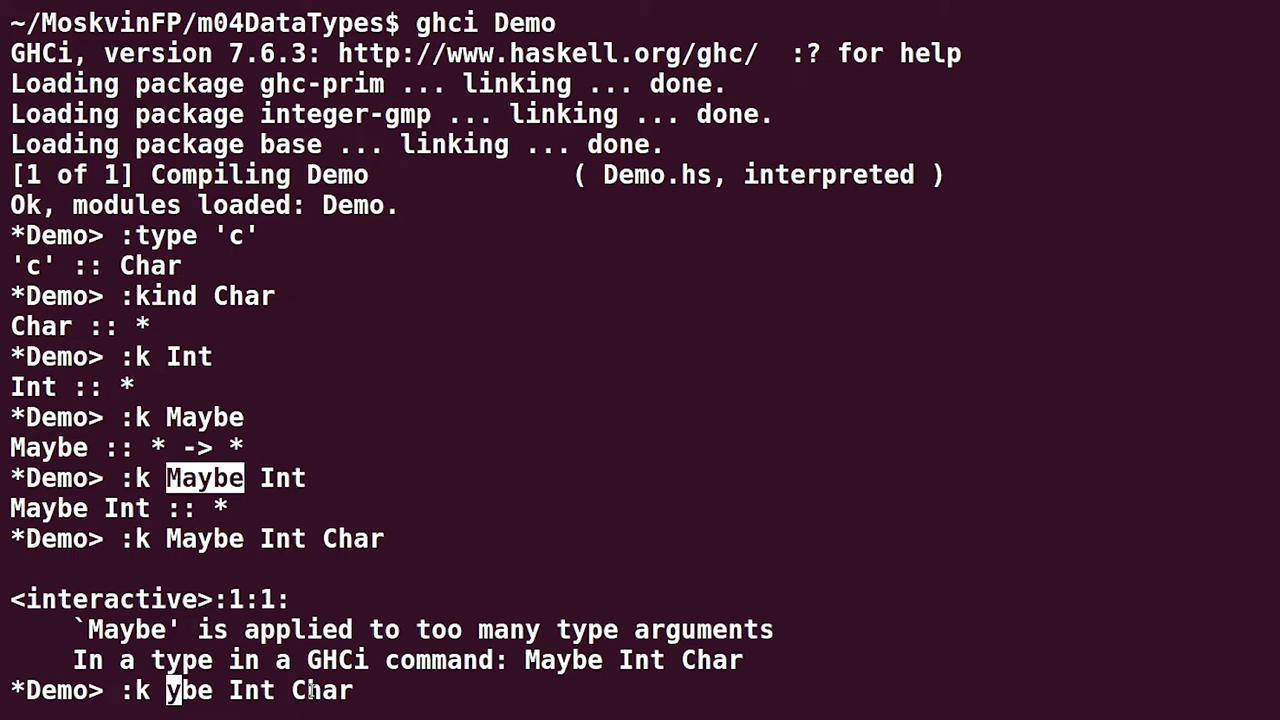 ~/MoskvinFP/m04DataTypes$ ghci Demo
GHCi, version 7.6.3: http://www.haskell.org/ghc/  :? for help
Loading package ghc-prim ... linking ... done.
Loading package integer-gmp ... linking ... done.
Loading package base ... linking ... done.
[1 of 1] Compiling Demo             ( Demo.hs, interpreted )
Ok, modules loaded: Demo.
*Demo> :type 'c'
'c' :: Char
*Demo> :kind Char
Char :: *
*Demo> :k Int
Int :: *
*Demo> :k Maybe
Maybe :: * -> *
*Demo> :k Maybe Int
Maybe Int :: *
*Demo> :k Maybe Int Char
<interactive>:1:1:
    `Maybe' is applied to too many type arguments
    In a type in a GHCi command: Maybe Int Char
*Demo> :k ybe Int Char